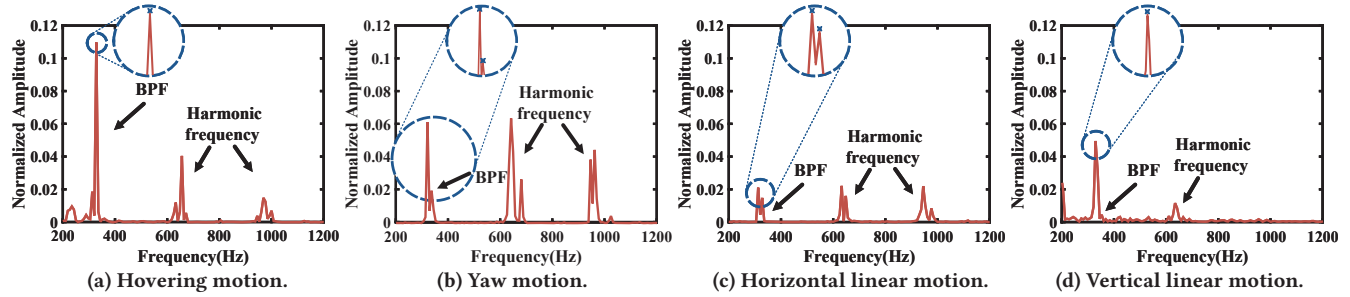 Normalized Amplitude
0.12
0.1
0.08
0.06
0.04
0.02
0
BPF
Harmonic
frequency
200 400 600 800 1000 1200
Frequency(Hz)
(a) Hovering motion.
Normalized Amplitude
0.12
0.1
0.08
0.06
0.04
0.02
0
Harmonic
frequency
BPF
200 400 600 800 1000 1200
Frequency(Hz)
(b) Yaw motion.
Normalized Amplitude
0.12
0.1
0.08
0.06
0.04
0.02
0
Harmonic
frequency
BPF
200 400 600 800 1000 1200
Frequency(Hz)
(c) Horizontal linear motion.
Normalized Amplitude
0.12
0.1
0.08
0.06
0.04
0.02
0
Harmonic
frequency
BPF
200 400 600 800 1000 1200
Frequency(Hz)
(d) Vertical linear motion.